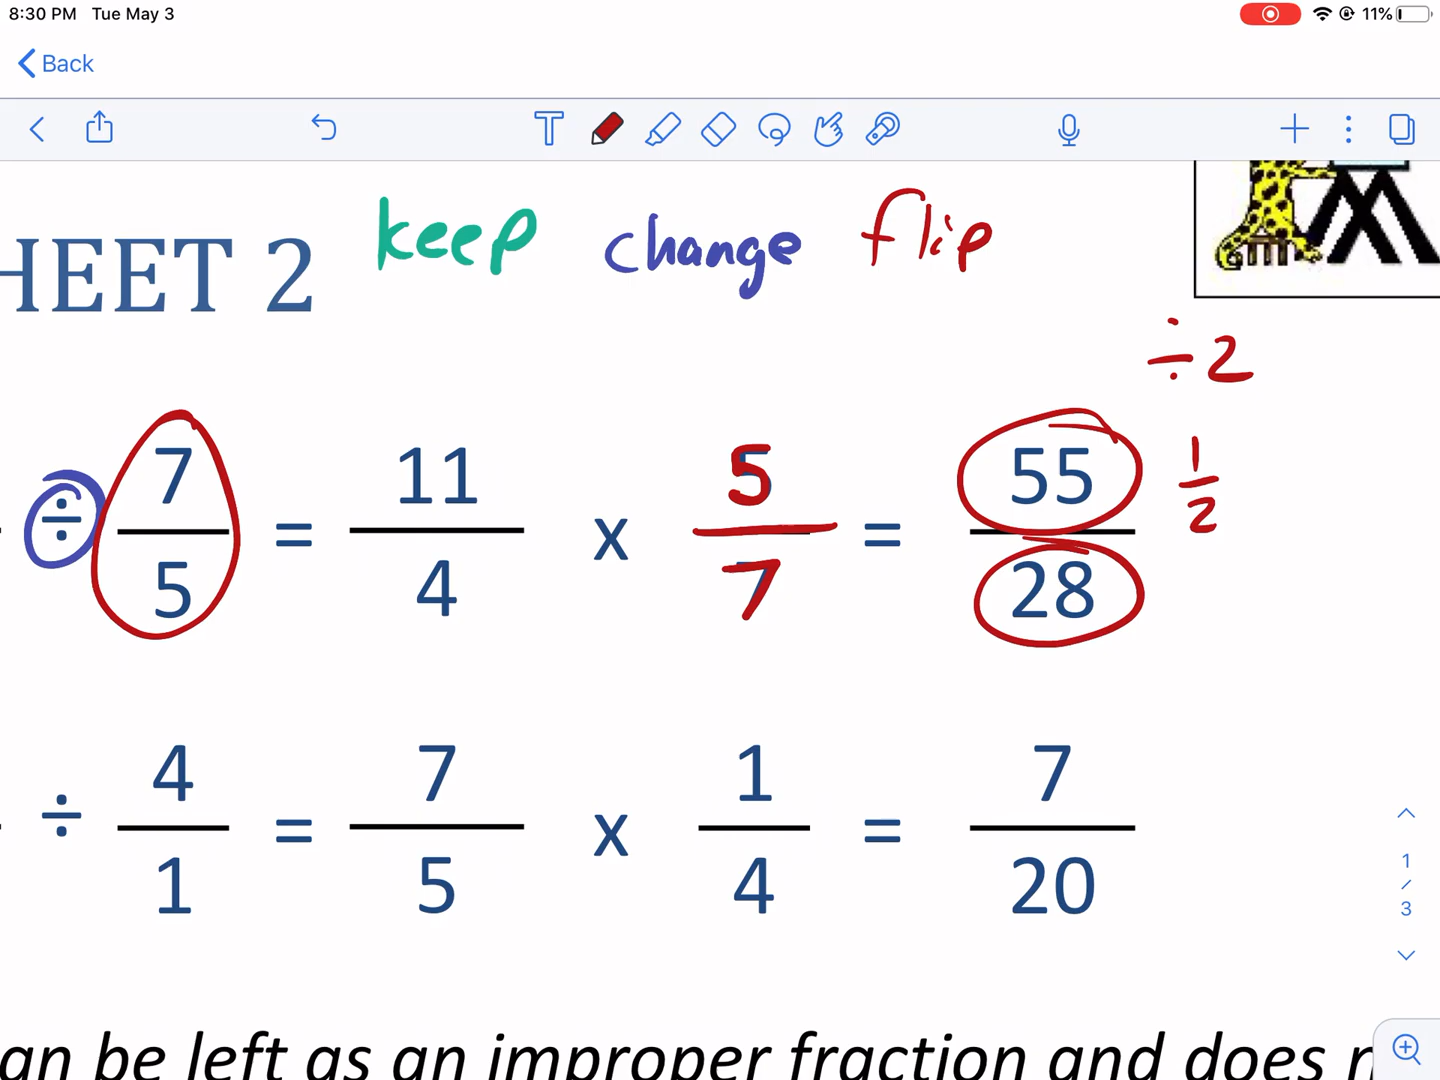 8:30 PM Tue May 3 11%
Back
T
HEET 2 keep change flip
÷ 2
÷ 7/5 = 11/4 x 5/7 = 55/28 1/2
÷ 4/1 = 7/5 x 1/4 = 7/20
1
/
3
an be left as an improper fraction and does n